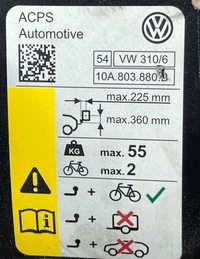 ACPS
Automotive
54 VW 310/6
10A.803.880.
max.225 mm
max.360 mm
KG max. 55
max. 2
+
+
+